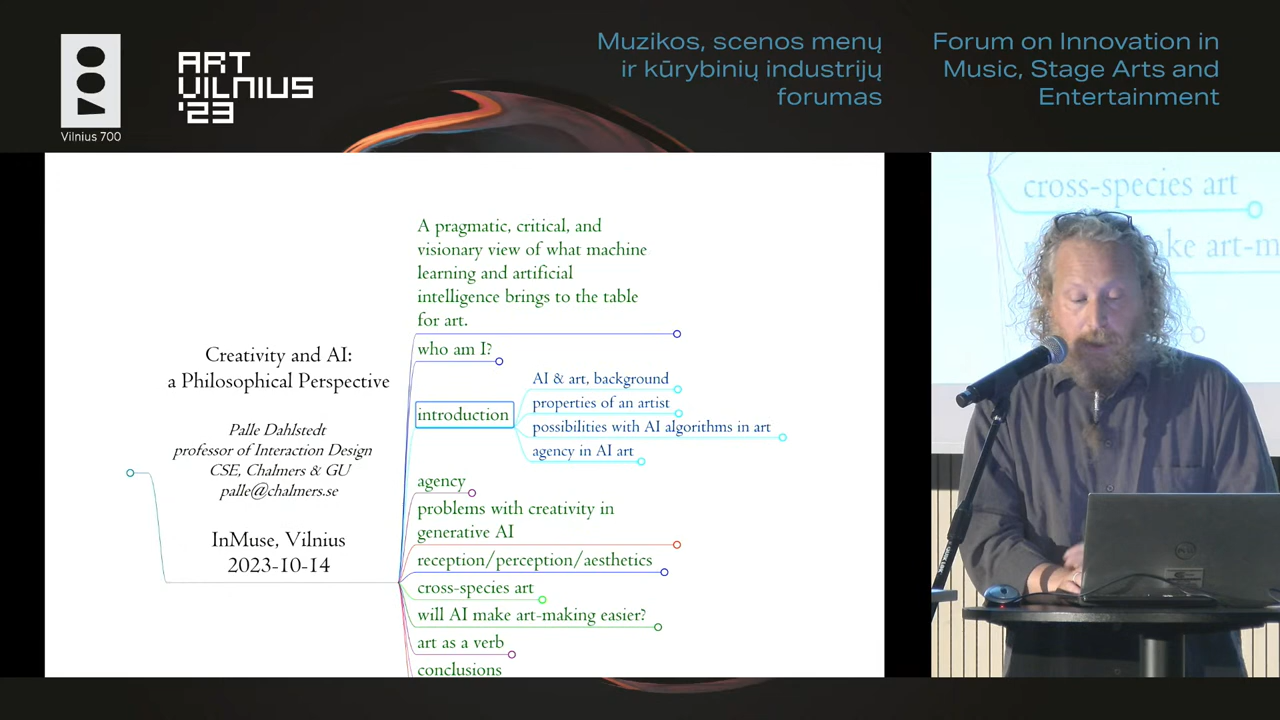 Vilnius 700
ART
VILNIUS
'23
Muzikos, scenos menų
ir kūrybinių industrijų
forumas
Forum on Innovation in
Music, Stage Arts and
Entertainment
Creativity and AI:
a Philosophical Perspective
Palle Dahlstedt
professor of Interaction Design
CSE, Chalmers & GU
palle@chalmers.se
InMuse, Vilnius
2023-10-14
A pragmatic, critical, and
visionary view of what machine
learning and artificial
intelligence brings to the table
for art.
who am I?
introduction
AI & art, background
properties of an artist
possibilities with AI algorithms in art
agency in AI art
agency
problems with creativity in
generative AI
reception/perception/aesthetics
cross-species art
will AI make art-making easier?
art as a verb
conclusions
cross-species art
ake art-m
DELL